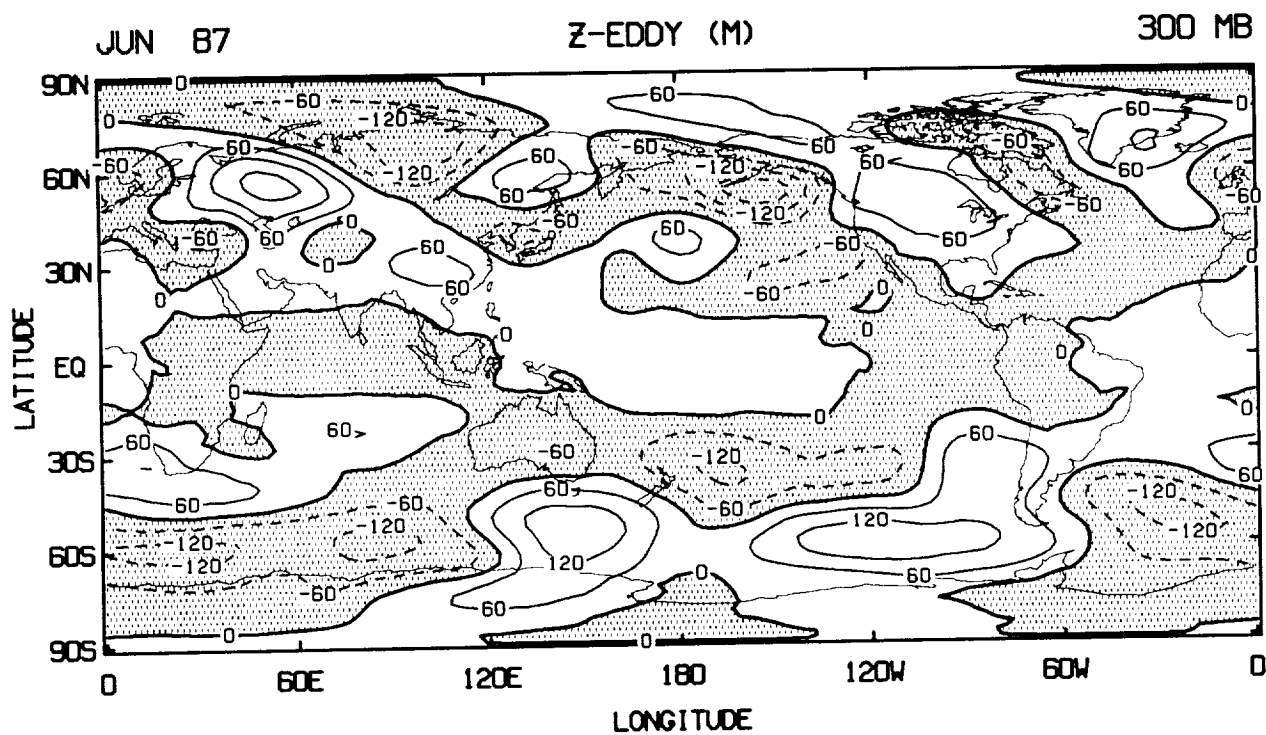 JUN 87 Z-EDDY (M) 300 MB
90N 0
-60 60 60 0
0 -120
60 60 60 -60
-60 60 -60 -120 60
60N -120 60 60 -60
-60 -120 -60
-60 60 0 60 -60 60
30N 0 60 60 -60 0
0 0
0 0
LATITUDE
EQ 0
0 0 0
60 60 60
30S -60 -120 60
60 -60 60 -60 -120
-120 120 -120
60S -120
-120 120 60
-60 60 0
0 0
90S
0 60E 120E 180 120W 60W 0
LONGITUDE